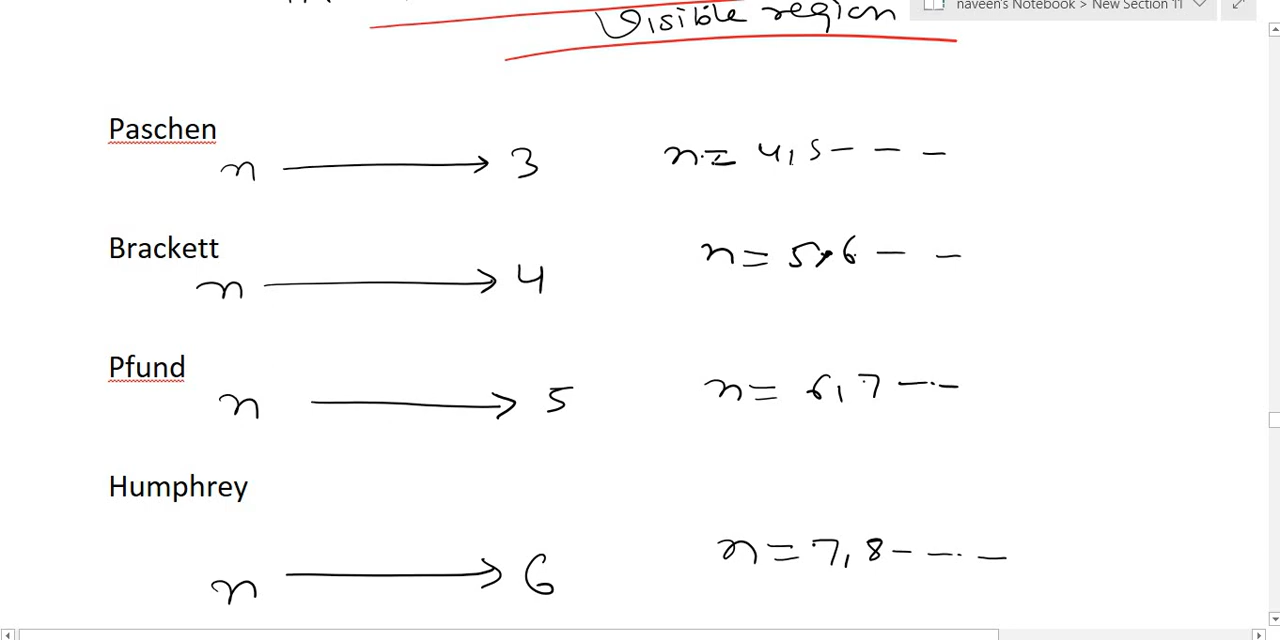 naveen's Notebook > New Section 11
Visible region
Paschen
n → 3 n = 4, 5 - - -
Brackett
n → 4 n = 5, 6 - -
Pfund
n → 5 n = 6, 7 - - -
Humphrey
n → 6 n = 7, 8 - - - -